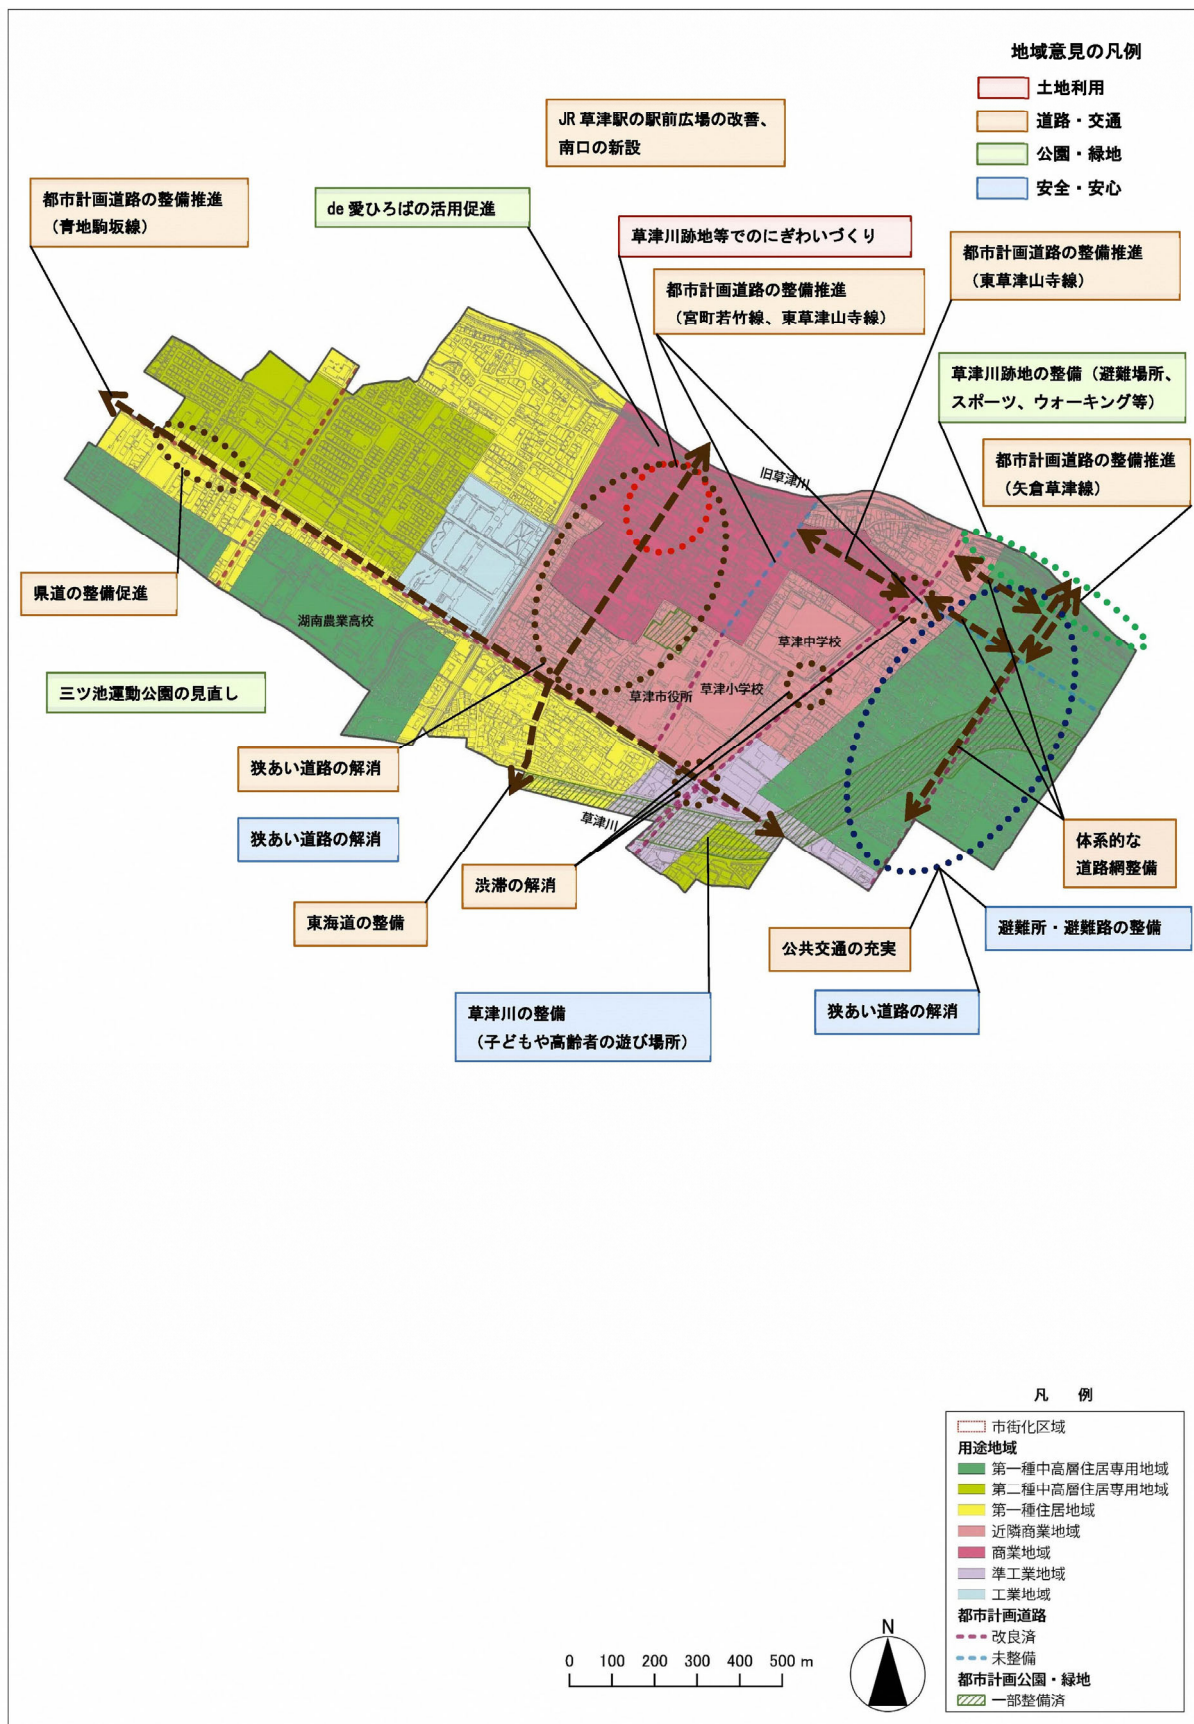 地域意見の凡例
土地利用
道路・交通
公園・緑地
安全・安心
JR 草津駅の駅前広場の改善、
南口の新設
都市計画道路の整備推進
（青地駒坂線）
de 愛ひろばの活用促進
草津川跡地等でのにぎわいづくり
都市計画道路の整備推進
（宮町若竹線、東草津山寺線）
都市計画道路の整備推進
（東草津山寺線）
草津川跡地の整備（避難場所、
スポーツ、ウォーキング等）
都市計画道路の整備推進
（矢倉草津線）
旧草津川
県道の整備促進
湖南農業高校
草津中学校
草津小学校
草津市役所
三ツ池運動公園の見直し
狭あい道路の解消
狭あい道路の解消
草津川
渋滞の解消
体系的な
道路網整備
東海道の整備
公共交通の充実
避難所・避難路の整備
草津川の整備
（子どもや高齢者の遊び場所）
狭あい道路の解消
凡 例
市街化区域
用途地域
第一種中高層住居専用地域
第二種中高層住居専用地域
第一種住居地域
近隣商業地域
商業地域
準工業地域
工業地域
都市計画道路
改良済
未整備
都市計画公園・緑地
一部整備済
N
0 100 200 300 400 500 m